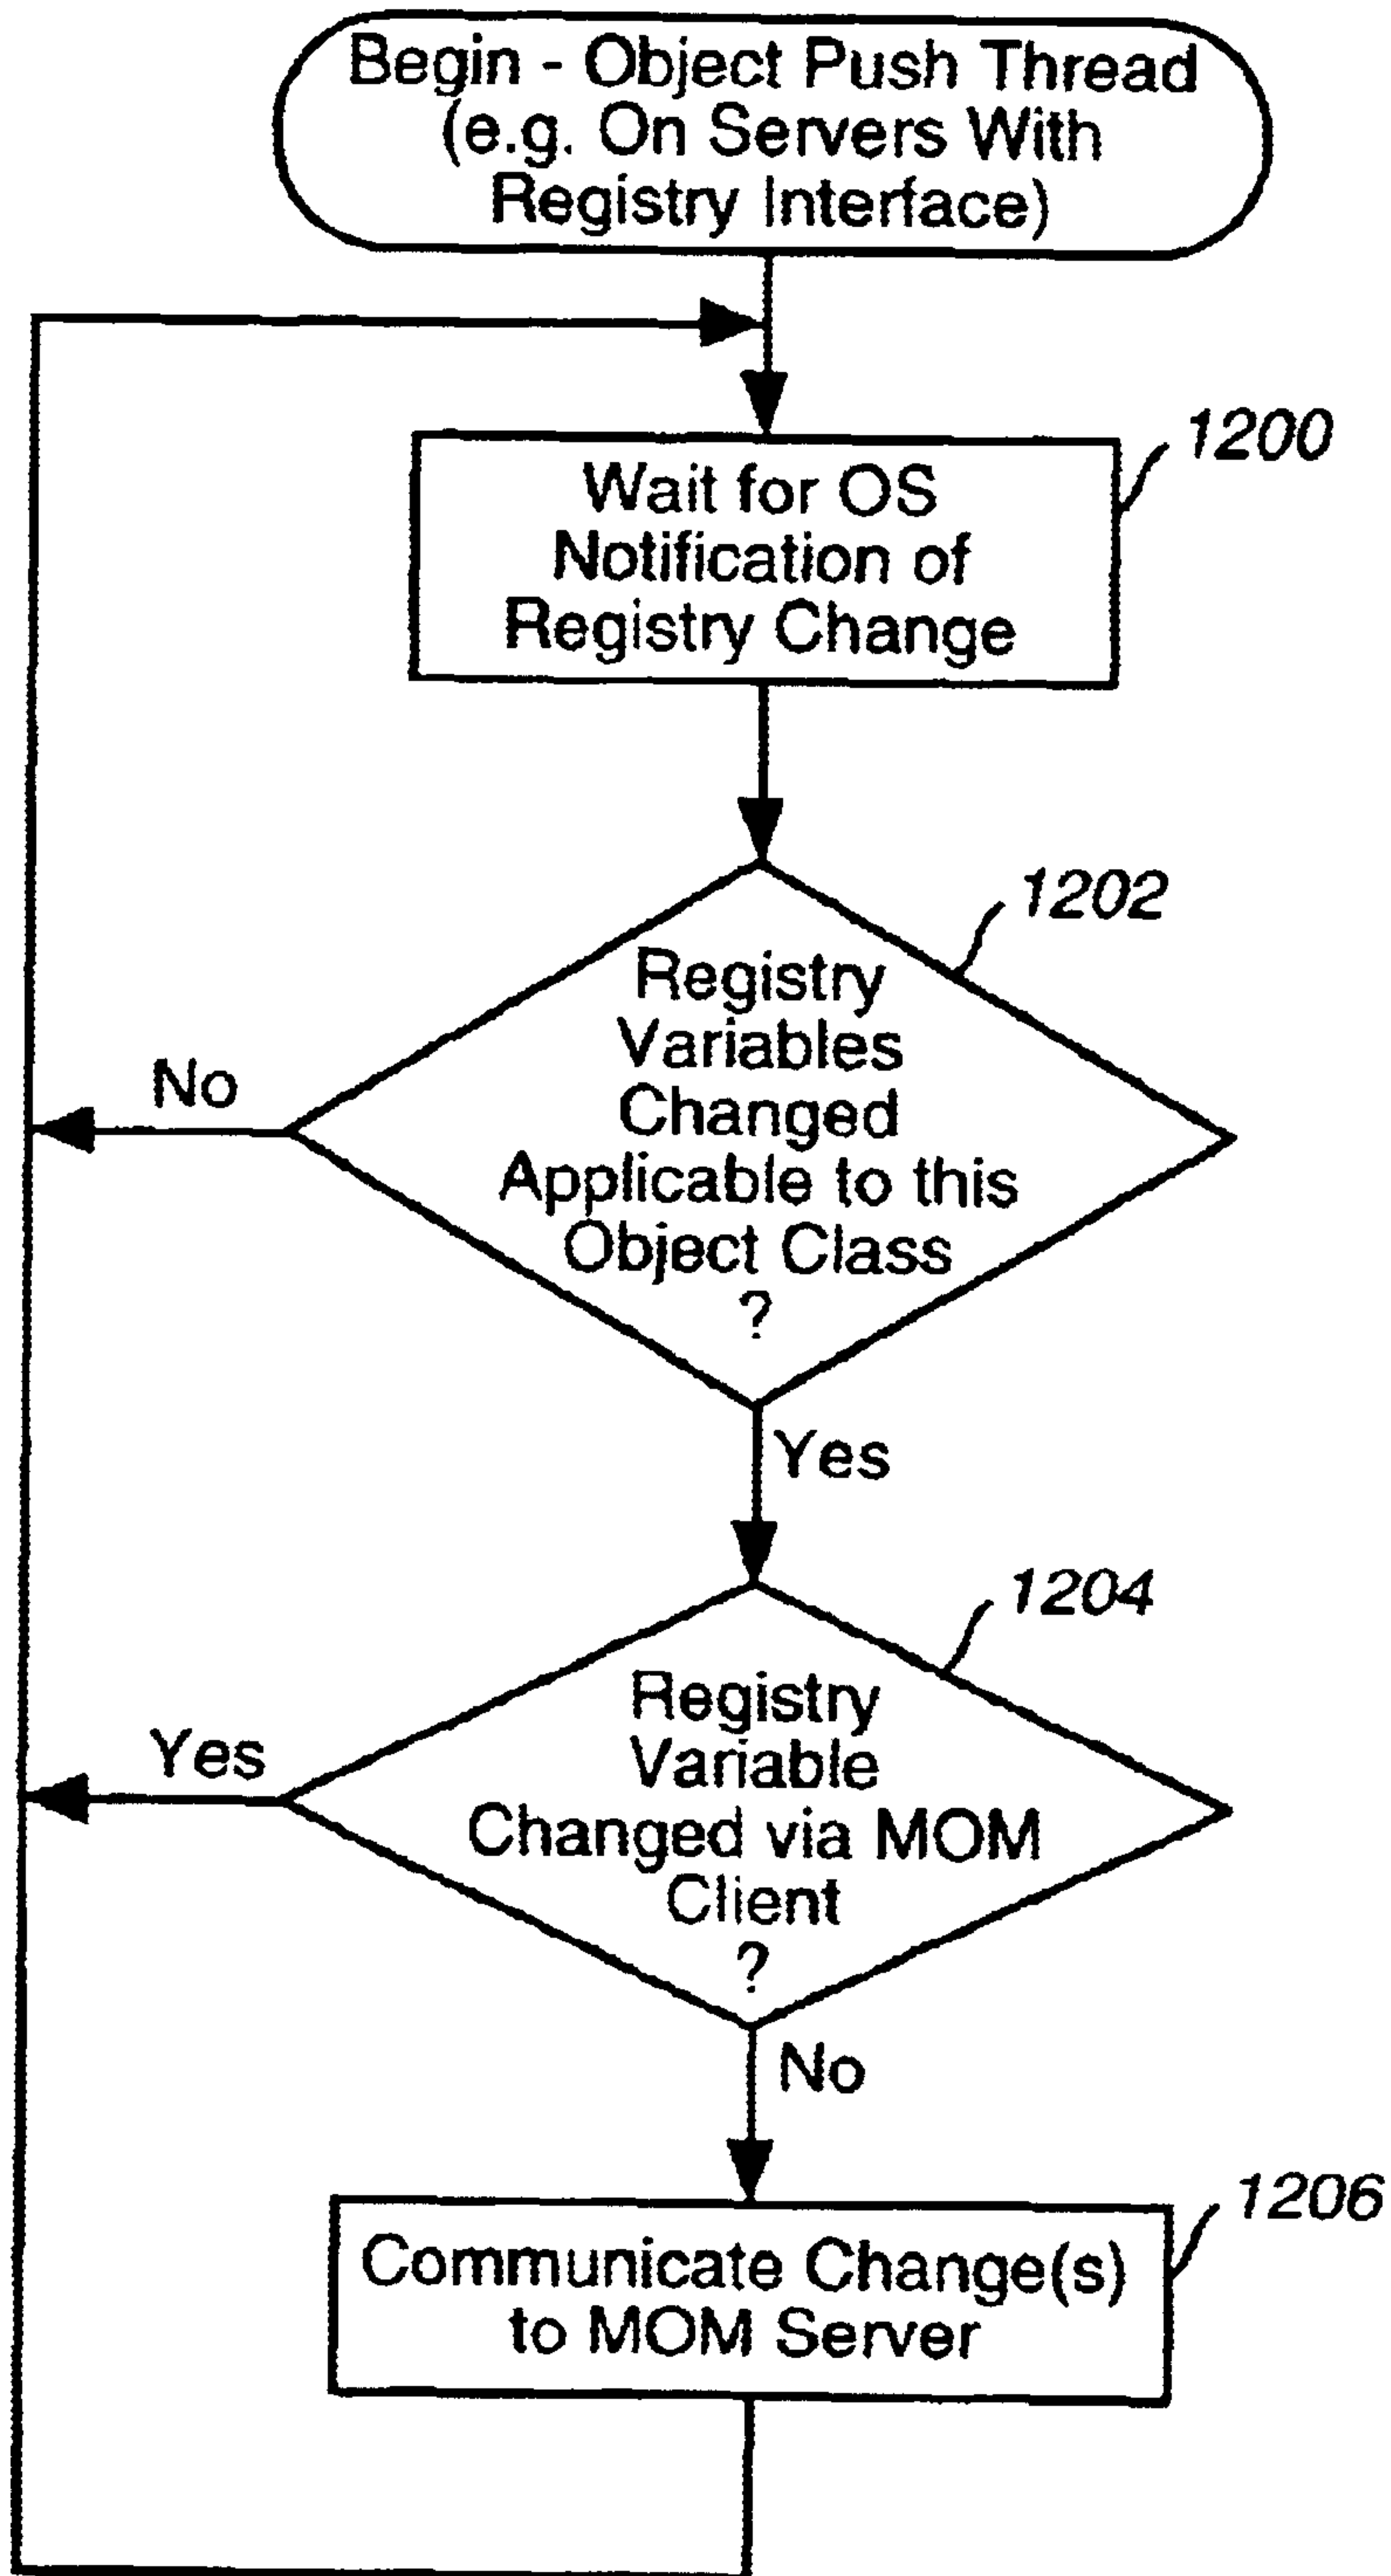 Begin - Object Push Thread
(e.g. On Servers With
Registry Interface)
1200
Wait for OS
Notification of
Registry Change
1202
Registry
Variables
Changed
Applicable to this
Object Class
?
No
Yes
1204
Registry
Variable
Changed via MOM
Client
?
Yes
No
1206
Communicate Change(s)
to MOM Server